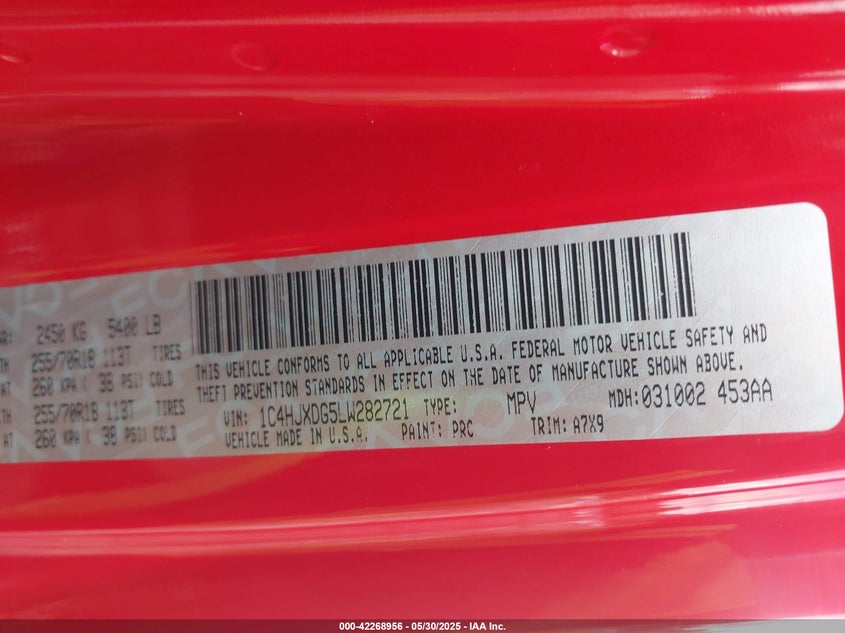 2450 KG 5400 LB
255/70R18 113T TIRES
260 KPA ( 38 PSI) COLD
255/70R18 113T TIRES
AT 260 KPA ( 38 PSI) COLD
THIS VEHICLE CONFORMS TO ALL APPLICABLE U.S.A. FEDERAL MOTOR VEHICLE SAFETY AND
THEFT PREVENTION STANDARDS IN EFFECT ON THE DATE OF MANUFACTURE SHOWN ABOVE.
VIN: 1C4HJXDG5LW282721 TYPE: MPV MDH:031002 453AA
VEHICLE MADE IN U.S.A. PAINT: PRC TRIM: A7X9
000-42268956 - 05/30/2025 - IAA Inc.